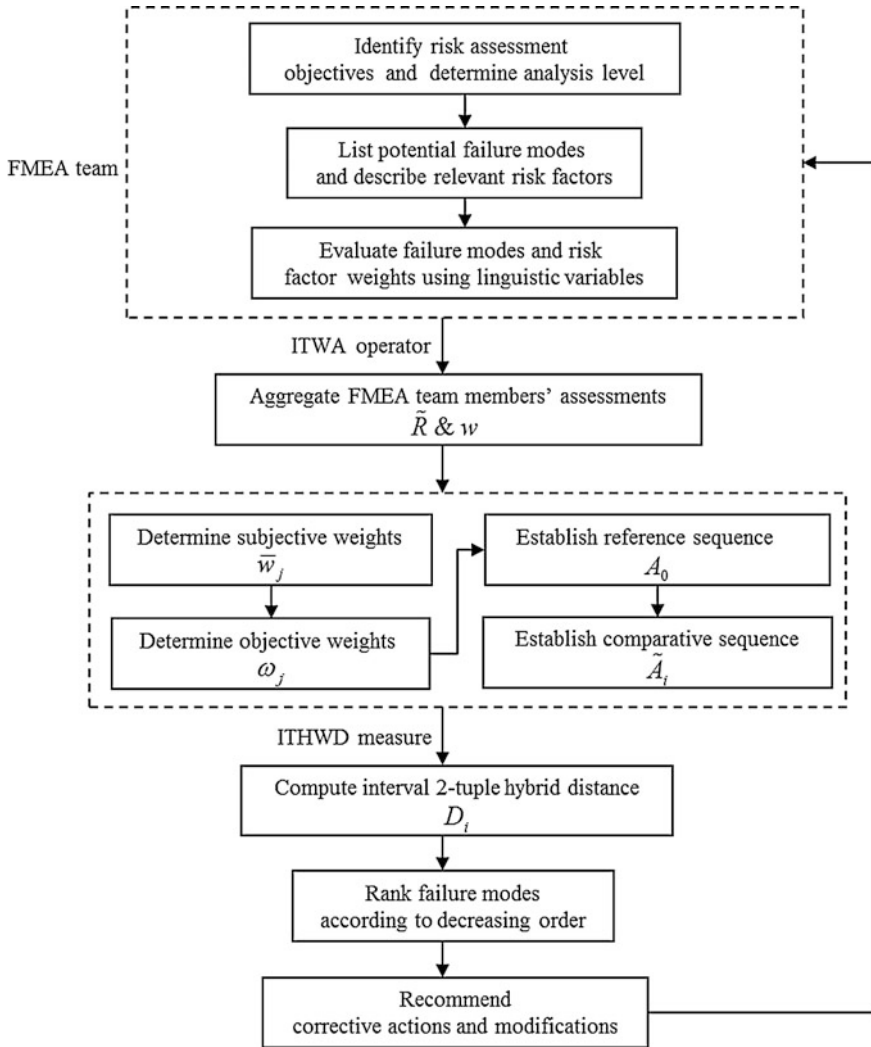 Identify risk assessment
objectives and determine analysis level
FMEA team
List potential failure modes
and describe relevant risk factors
Evaluate failure modes and risk
factor weights using linguistic variables
ITWA operator
Aggregate FMEA team members’ assessments
R̃ & w
Determine subjective weights
w̅ⱼ
Determine objective weights
ωⱼ
Establish reference sequence
A₀
Establish comparative sequence
Ãᵢ
ITHWD measure
Compute interval 2-tuple hybrid distance
Dᵢ
Rank failure modes
according to decreasing order
Recommend
corrective actions and modifications